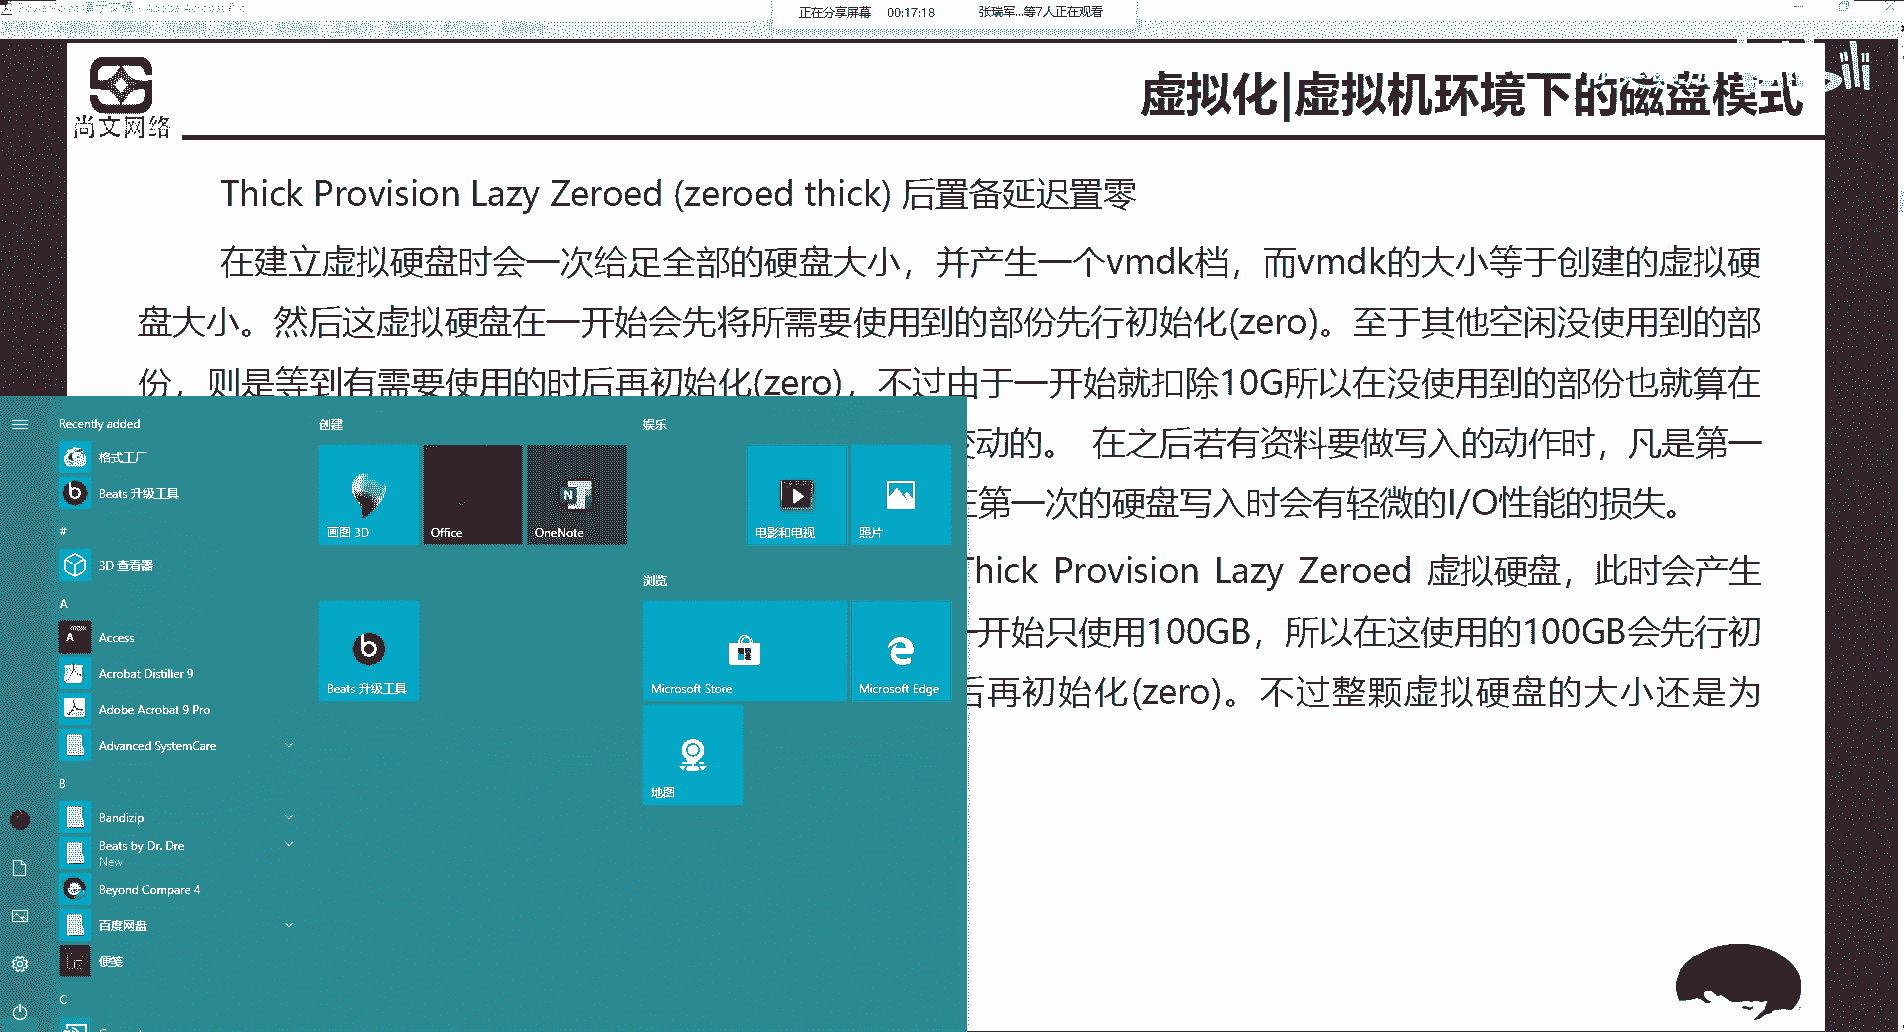 正在分享屏幕 00:17:18 张瑞军...等7人正在观看
尚文网络
虚拟化|虚拟机环境下的磁盘模式
Thick Provision Lazy Zeroed (zeroed thick) 后置备延迟置零
在建立虚拟硬盘时会一次给足全部的硬盘大小，并产生一个vmdk档，而vmdk的大小等于创建的虚拟硬
盘大小。然后这虚拟硬盘在一开始会先将所需要使用到的部份先行初始化(zero)。至于其他空闲没使用到的部
份，则是等到有需要使用的时后再初始化(zero)，不过由于一开始就扣除10G所以在没使用到的部份也就算在
变动的。 在之后若有资料要做写入的动作时，凡是第一
在第一次的硬盘写入时会有轻微的I/O性能的损失。
Thick Provision Lazy Zeroed 虚拟硬盘，此时会产生
一开始只使用100GB，所以在这使用的100GB会先行初
后再初始化(zero)。不过整颗虚拟硬盘的大小还是为
Recently added
格式工厂
Beats 升级工具
#
3D 查看器
A
Access
Acrobat Distiller 9
Adobe Acrobat 9 Pro
Advanced SystemCare
B
Bandizip
Beats by Dr. Dre
New
Beyond Compare 4
百度网盘
便笺
C
创建
画图 3D
Office
OneNote
Beats 升级工具
娱乐
电影和电视
照片
浏览
Microsoft Store
Microsoft Edge
地图